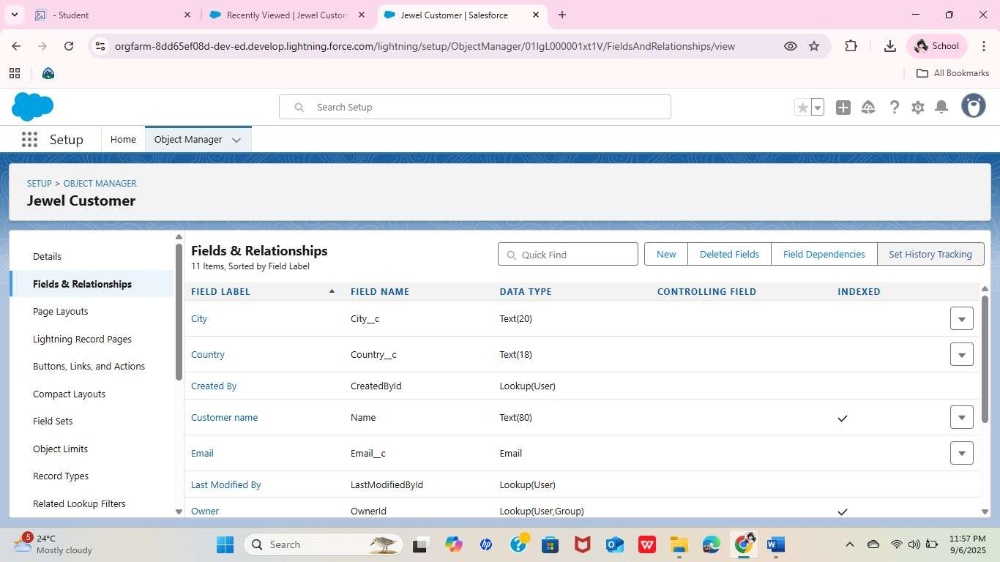 - Student
Recently Viewed | Jewel Custom
Jewel Customer | Salesforce
orgfarm-8dd65ef08d-dev-ed.develop.lightning.force.com/lightning/setup/ObjectManager/01IgL000001xt1V/FieldsAndRelationships/view
School
All Bookmarks
Search Setup
Setup
Home
Object Manager
SETUP > OBJECT MANAGER
Jewel Customer
Details
Fields & Relationships
Page Layouts
Lightning Record Pages
Buttons, Links, and Actions
Compact Layouts
Field Sets
Object Limits
Record Types
Related Lookup Filters
Fields & Relationships
11 Items, Sorted by Field Label
Quick Find
New
Deleted Fields
Field Dependencies
Set History Tracking
FIELD LABEL FIELD NAME DATA TYPE CONTROLLING FIELD INDEXED
City City__c Text(20)
Country Country__c Text(18)
Created By CreatedById Lookup(User)
Customer name Name Text(80)
Email Email__c Email
Last Modified By LastModifiedById Lookup(User)
Owner OwnerId Lookup(User,Group)
5
24°C
Mostly cloudy
Search
11:57 PM
9/6/2025